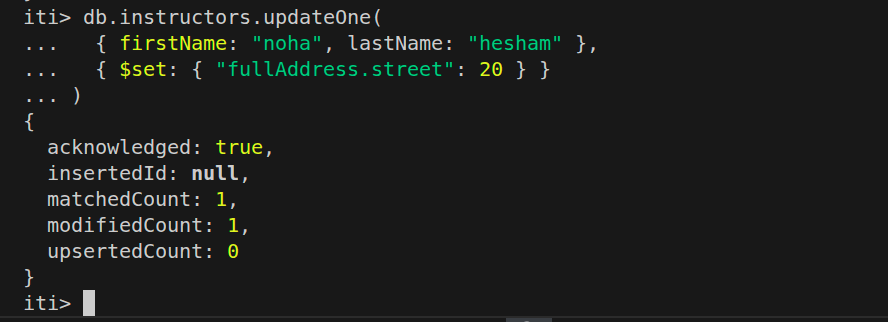 iti> db.instructors.updateOne(
...   { firstName: "noha", lastName: "hesham" },
...   { $set: { "fullAddress.street": 20 } }
... )
{
  acknowledged: true,
  insertedId: null,
  matchedCount: 1,
  modifiedCount: 1,
  upsertedCount: 0
}
iti>